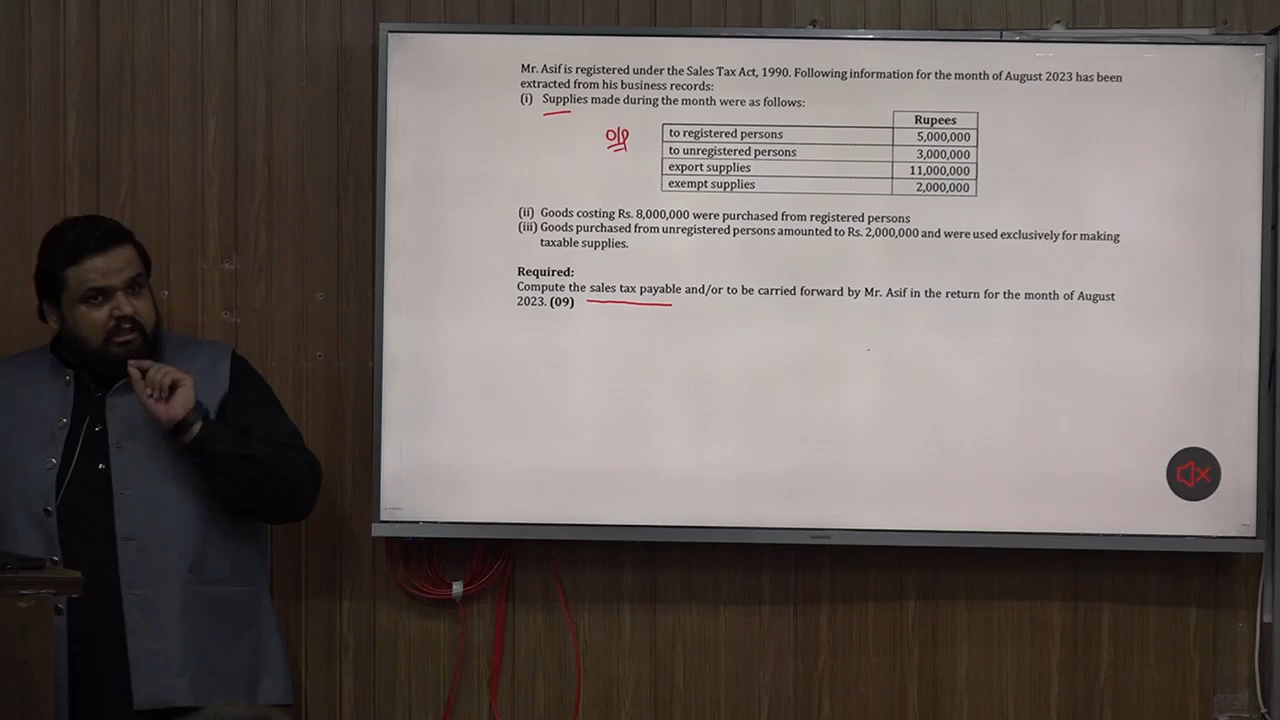 Mr. Asif is registered under the Sales Tax Act, 1990. Following information for the month of August 2023 has been
extracted from his business records:
(i) Supplies made during the month were as follows:
Rupees
to registered persons 5,000,000
to unregistered persons 3,000,000
export supplies 11,000,000
exempt supplies 2,000,000
O/P
(ii) Goods costing Rs. 8,000,000 were purchased from registered persons
(iii) Goods purchased from unregistered persons amounted to Rs. 2,000,000 and were used exclusively for making
taxable supplies.
Required:
Compute the sales tax payable and/or to be carried forward by Mr. Asif in the return for the month of August
2023. (09)